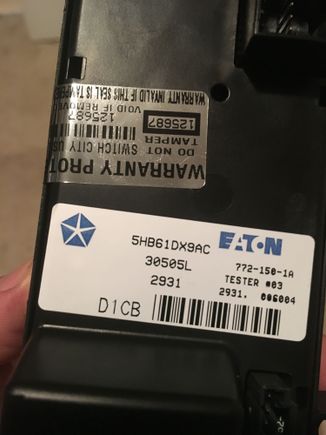 WARRANTY INVALID IF THIS SEAL IS TAMPERED
VOID IF REMOVED
125687
125687
TAMPER
DO NOT
SWITCH CITY US
WARRANTY PROT
5HB61DX9AC
EATON
30505L
772-150-1A
2931
TESTER #03
2931. 006004
D1CB